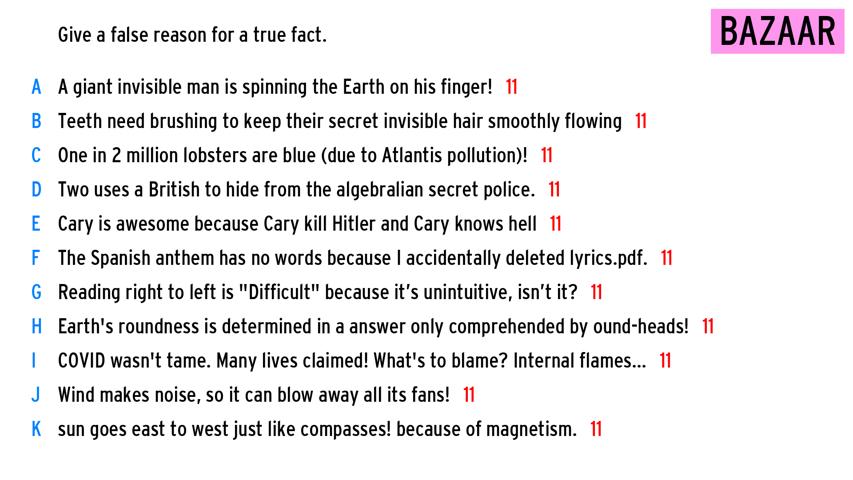 Give a false reason for a true fact.
BAZAAR
A A giant invisible man is spinning the Earth on his finger! 11
B Teeth need brushing to keep their secret invisible hair smoothly flowing 11
C One in 2 million lobsters are blue (due to Atlantis pollution)! 11
D Two uses a British to hide from the algebralian secret police. 11
E Cary is awesome because Cary kill Hitler and Cary knows hell 11
F The Spanish anthem has no words because I accidentally deleted lyrics.pdf. 11
G Reading right to left is "Difficult" because it’s unintuitive, isn’t it? 11
H Earth's roundness is determined in a answer only comprehended by ound-heads! 11
I COVID wasn't tame. Many lives claimed! What's to blame? Internal flames... 11
J Wind makes noise, so it can blow away all its fans! 11
K sun goes east to west just like compasses! because of magnetism. 11